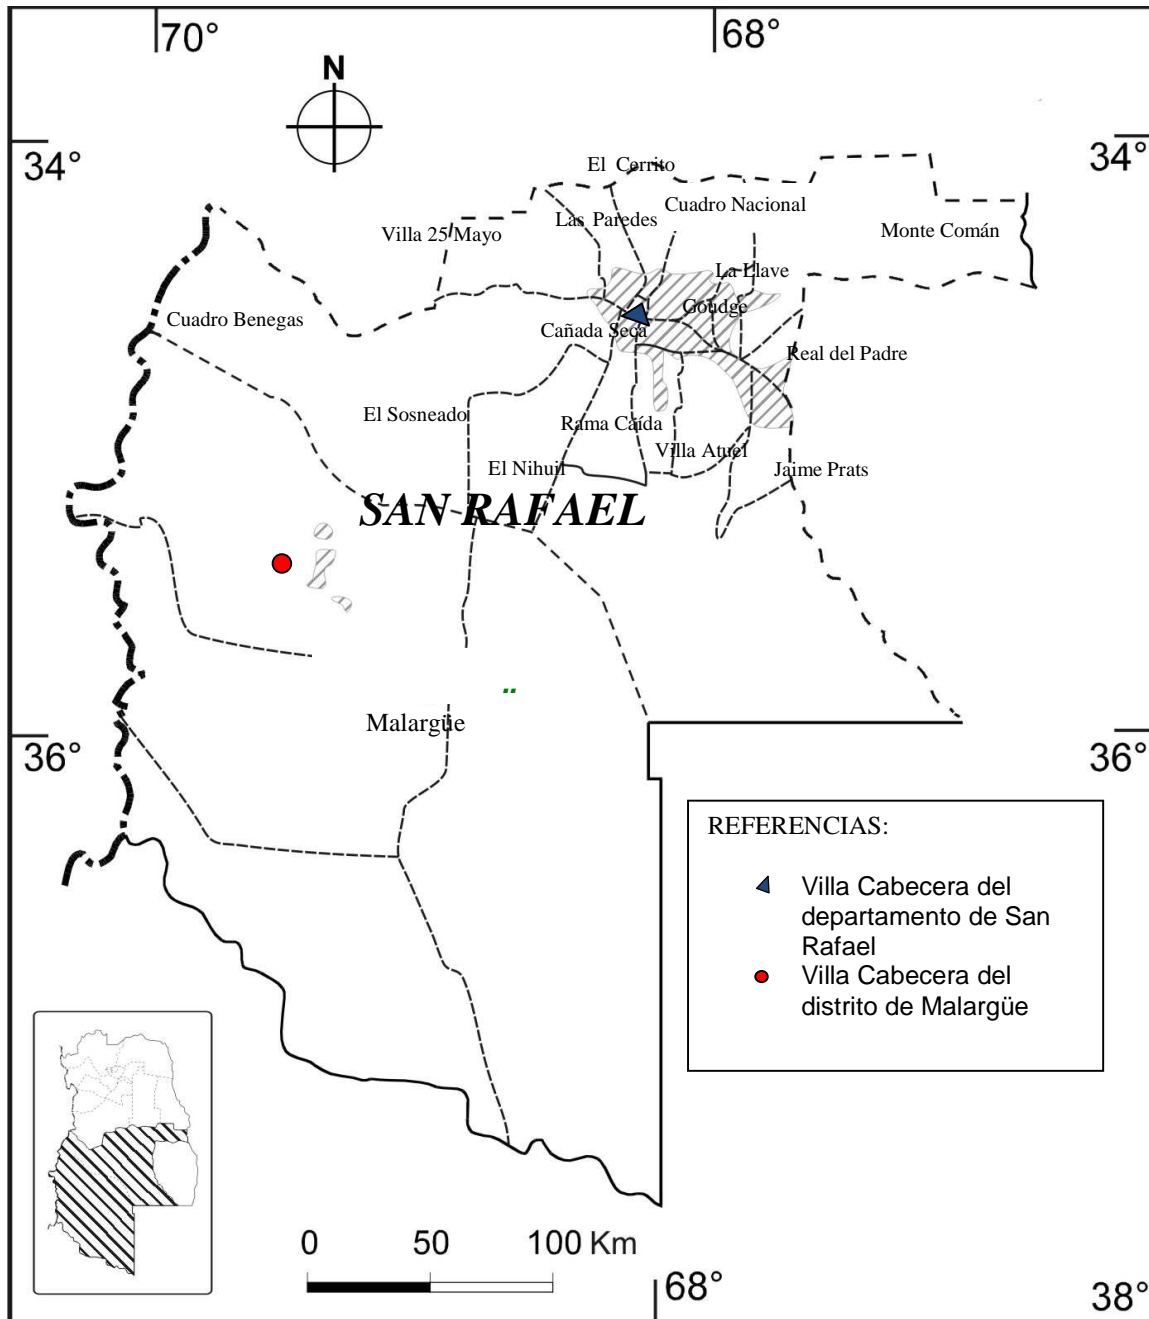 70°
68°
N
34°
34°
El Cerrito
Las Paredes
Cuadro Nacional
Villa 25 Mayo
Monte Comán
La Llave
Goudge
Cuadro Benegas
Cañada Seca
Real del Padre
El Sosneado
Rama Caída
Villa Atuel
El Nihuil
Jaime Prats
SAN RAFAEL
Malargüe
36°
36°
REFERENCIAS:
Villa Cabecera del
departamento de San
Rafael
Villa Cabecera del
distrito de Malargüe
0 50 100 Km
68°
38°